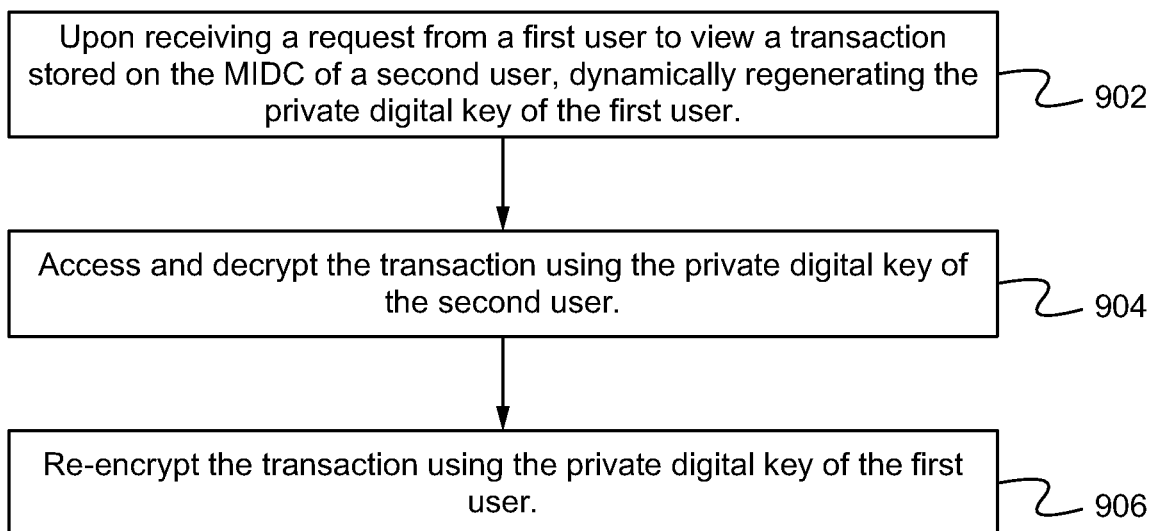 Upon receiving a request from a first user to view a transaction
stored on the MIDC of a second user, dynamically regenerating the
private digital key of the first user.
902
Access and decrypt the transaction using the private digital key of
the second user.
904
Re-encrypt the transaction using the private digital key of the first
user.
906